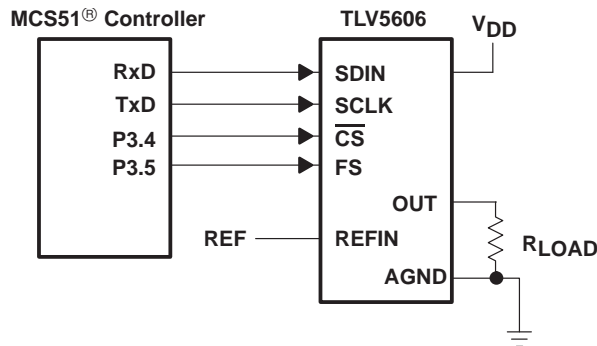 MCS51® Controller
TLV5606
VDD
RxD
SDIN
TxD
SCLK
P3.4
CS
P3.5
FS
OUT
REF
REFIN
RLOAD
AGND